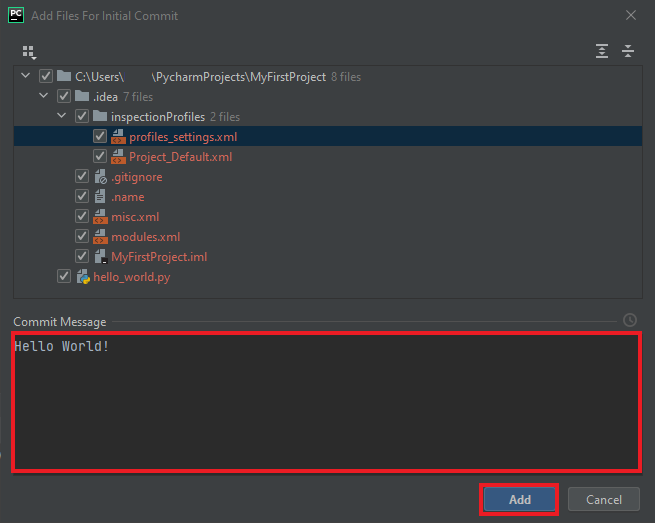 PC Add Files For Initial Commit
C:\Users\ \PycharmProjects\MyFirstProject 8 files
.idea 7 files
inspectionProfiles 2 files
profiles_settings.xml
Project_Default.xml
.gitignore
.name
misc.xml
modules.xml
MyFirstProject.iml
hello_world.py
Commit Message
Hello World!
Add Cancel